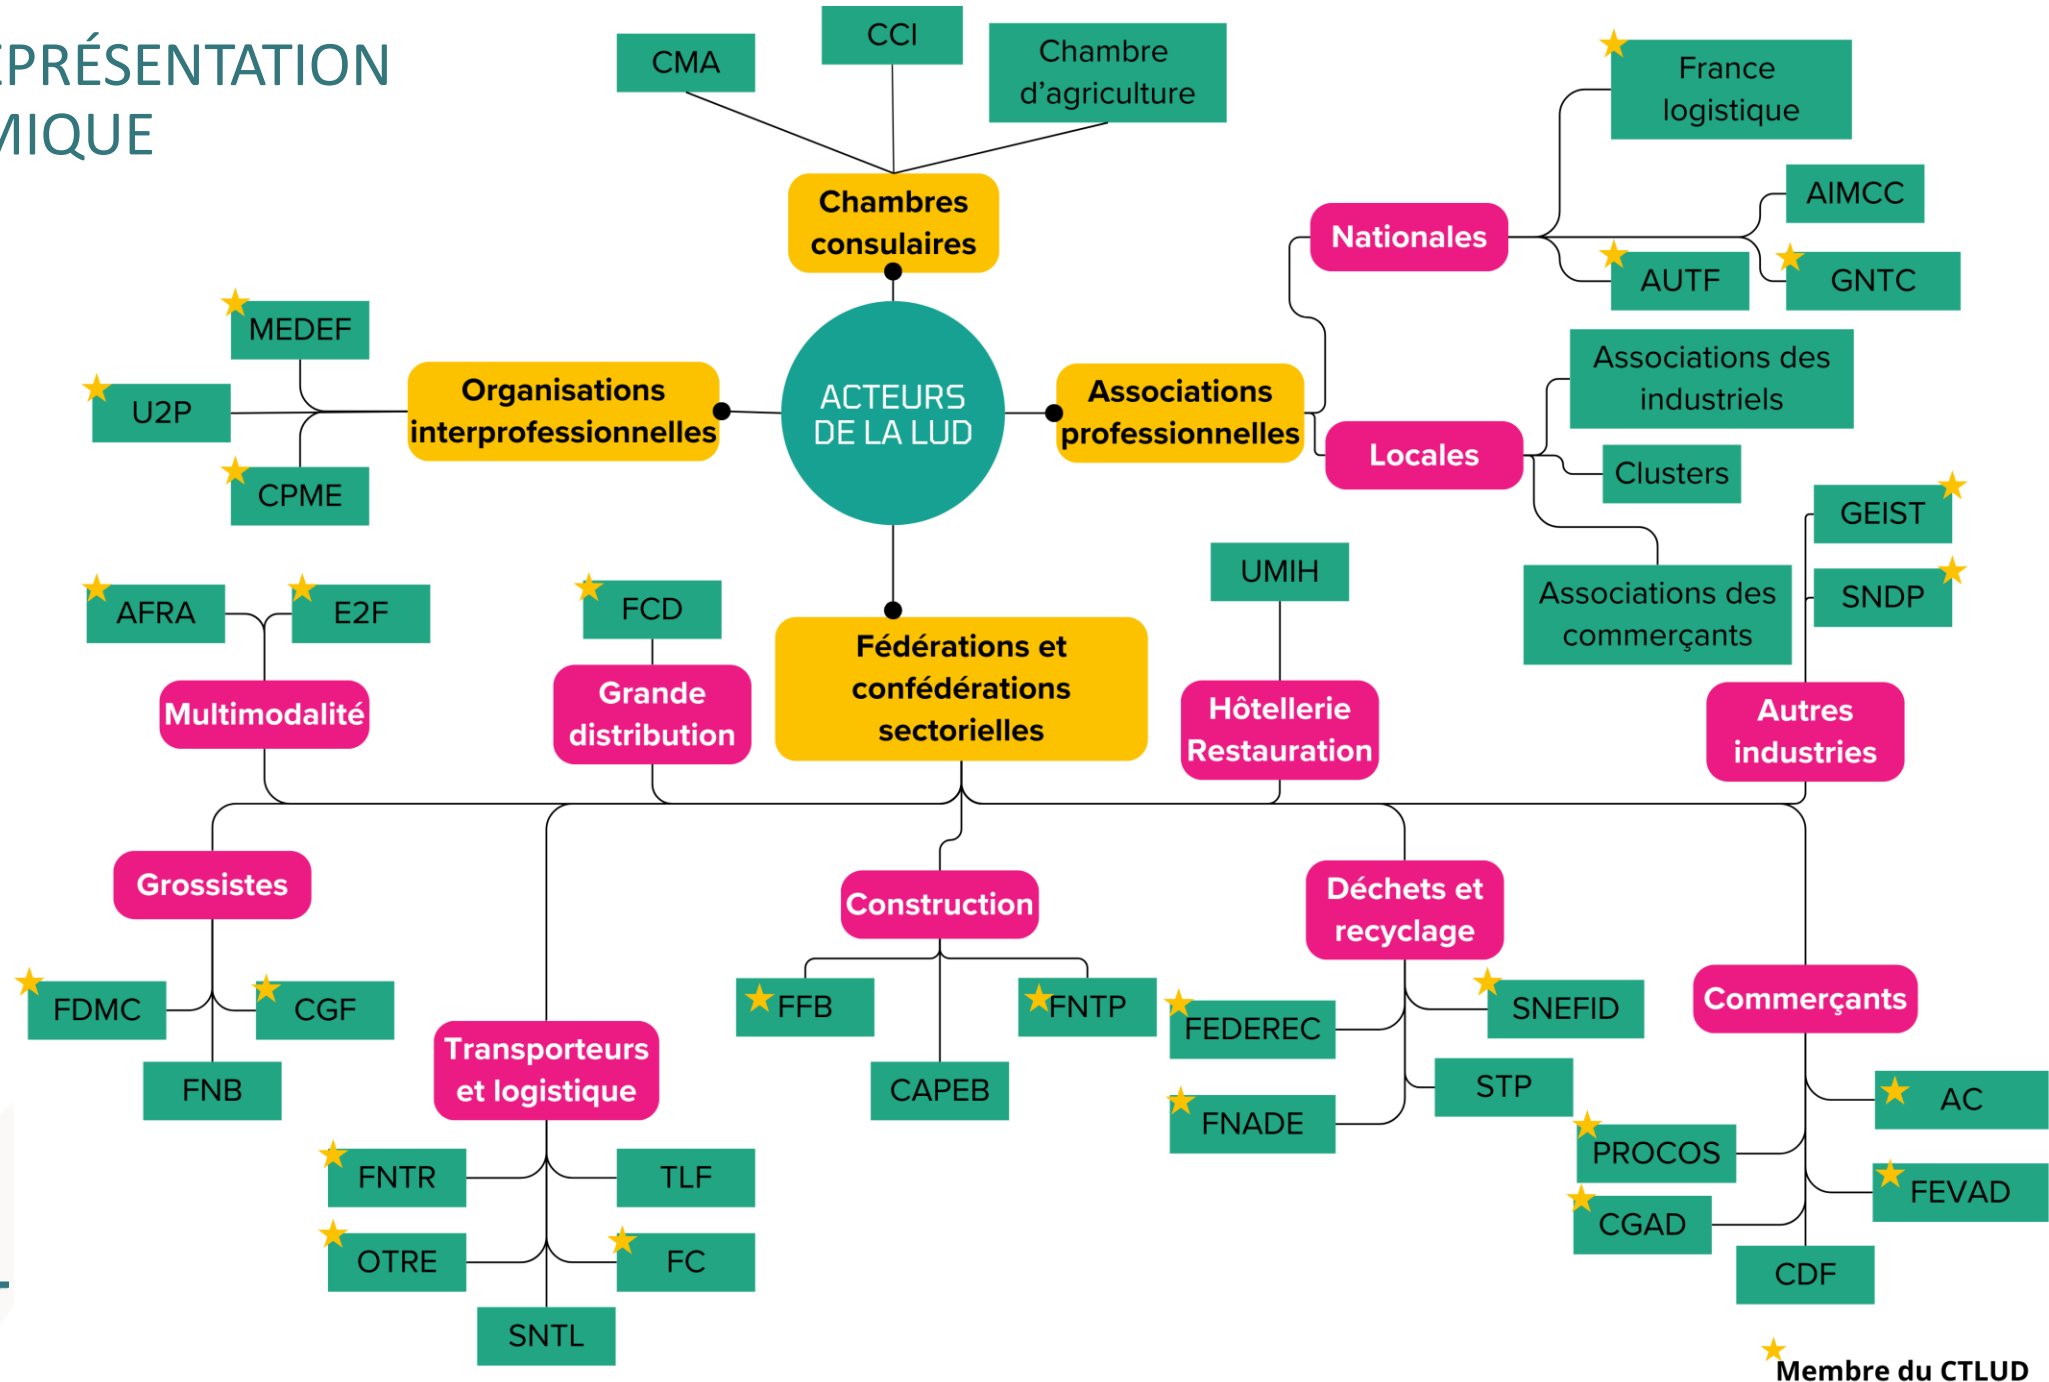 EPRÉSENTATION
MIQUE
CMA
CCI
Chambre
d'agriculture
France
logistique
Chambres
consulaires
Nationales
AIMCC
AUTF
GNTC
MEDEF
U2P
CPME
Organisations
interprofessionnelles
ACTEURS
DE LA LUD
Associations
professionnelles
Locales
Associations des
industriels
Clusters
GEIST
SNDP
Associations des
commerçants
AFRA
E2F
FCD
UMIH
Multimodalité
Grande
distribution
Fédérations et
confédérations
sectorielles
Hôtellerie
Restauration
Autres
industries
Grossistes
Construction
Déchets et
recyclage
Commerçants
FDMC
CGF
FNB
Transporteurs
et logistique
FFB
FNTP
CAPEB
FEDEREC
SNEFID
STP
FNADE
AC
PROCOS
FEVAD
CGAD
CDF
FNTR
TLF
OTRE
FC
SNTL
Membre du CTLUD